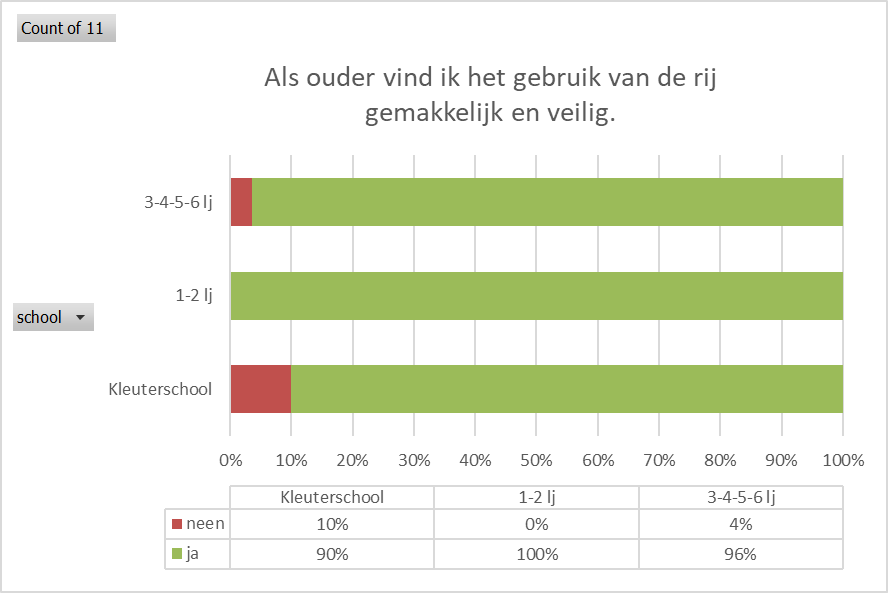 Count of 11
Als ouder vind ik het gebruik van de rij
gemakkelijk en veilig.
3-4-5-6 lj
1-2 lj
school
Kleuterschool
0% 10% 20% 30% 40% 50% 60% 70% 80% 90% 100%
Kleuterschool 1-2 lj 3-4-5-6 lj
neen 10% 0% 4%
ja 90% 100% 96%